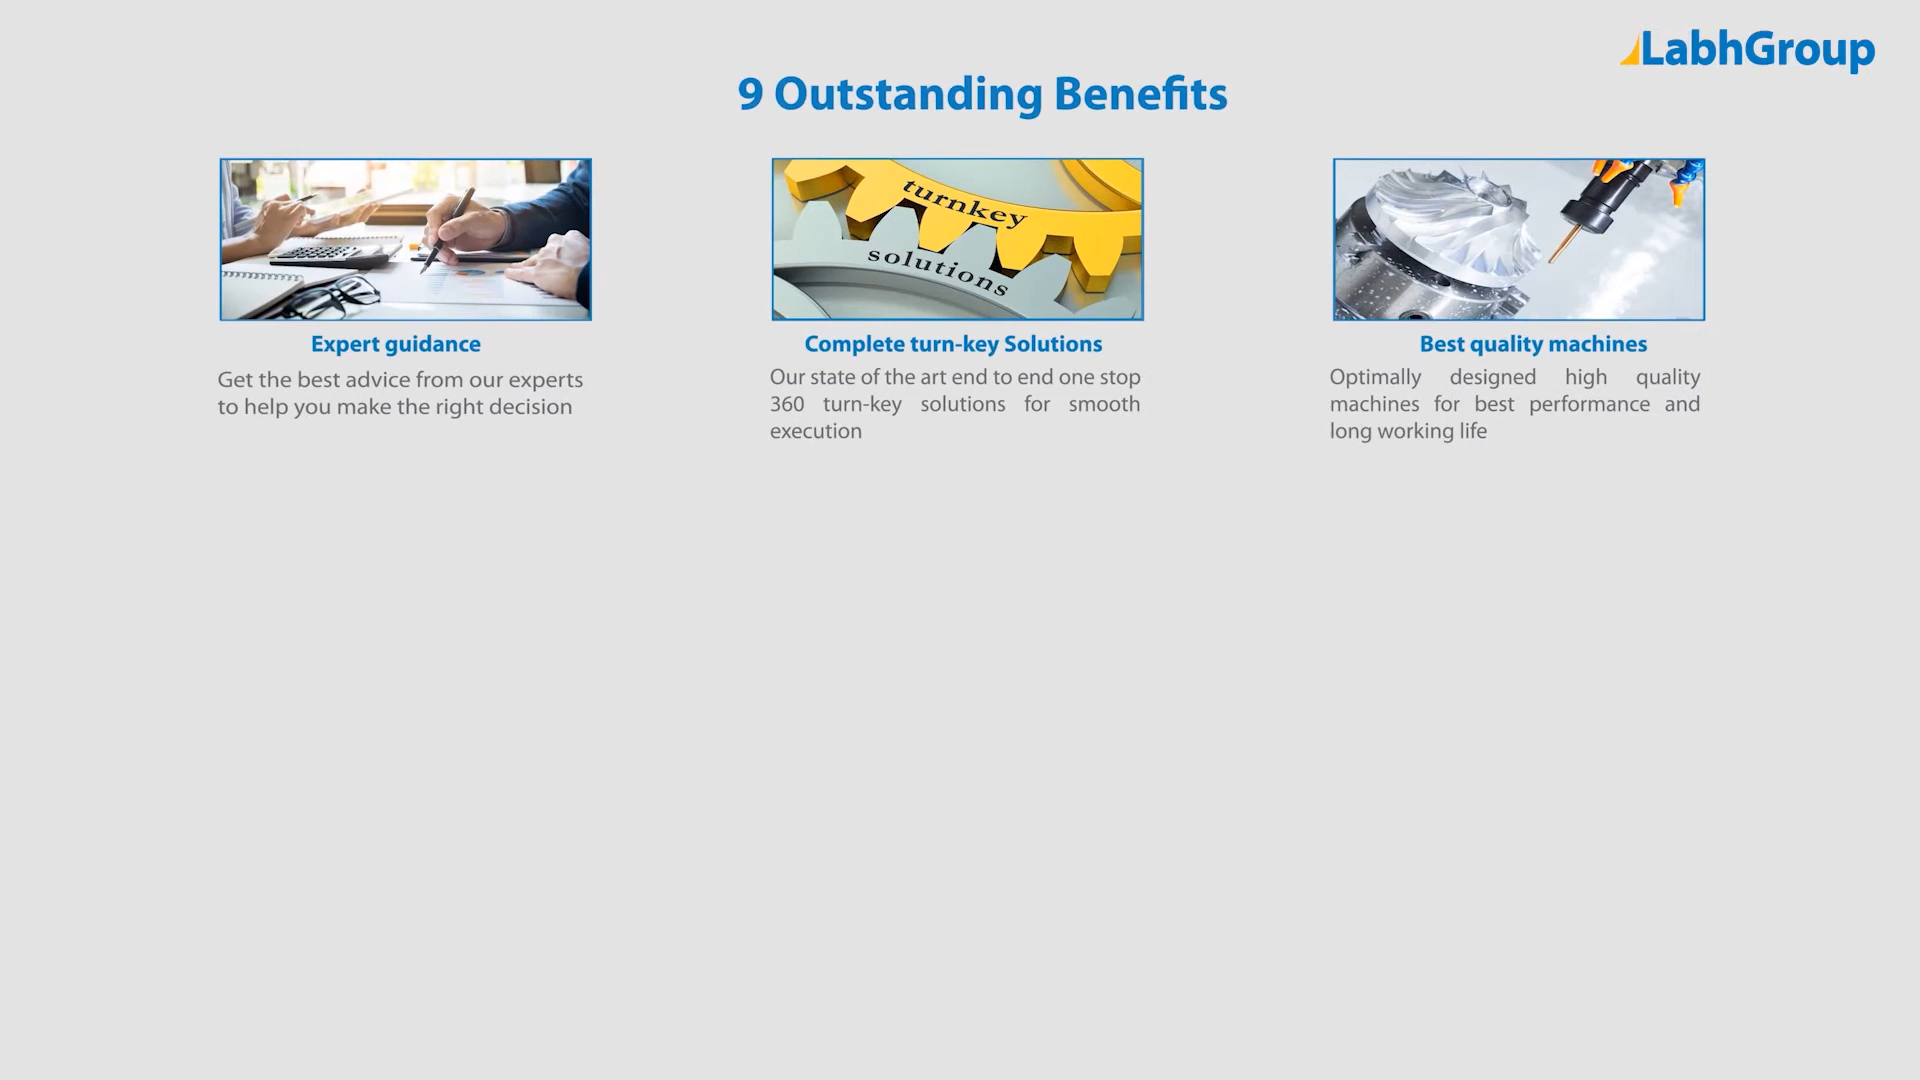 LabhGroup
9 Outstanding Benefits
turnkey
solutions
Expert guidance
Get the best advice from our experts
to help you make the right decision
Complete turn-key Solutions
Our state of the art end to end one stop
360 turn-key solutions for smooth
execution
Best quality machines
Optimally designed high quality
machines for best performance and
long working life